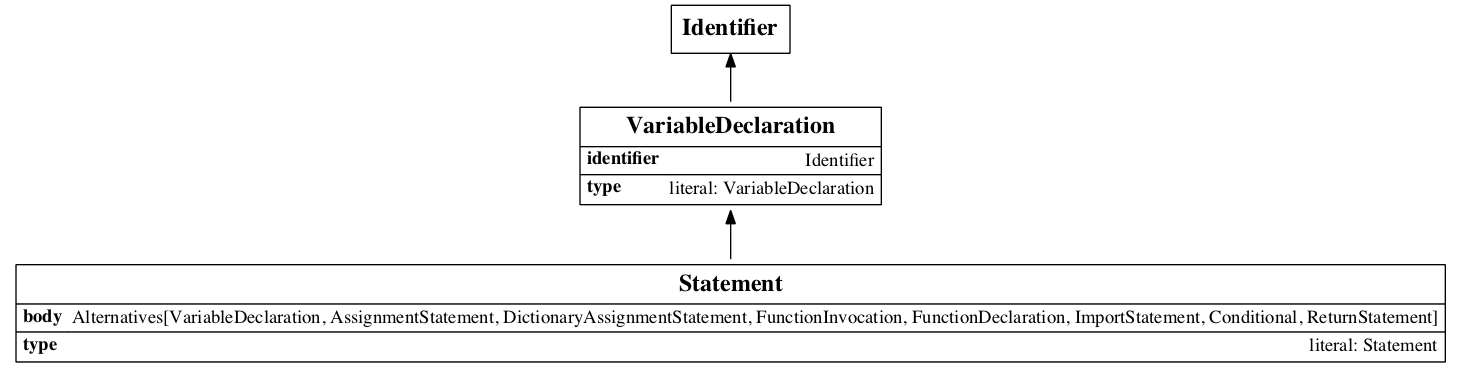 Identifier
VariableDeclaration
identifier Identifier
type literal: VariableDeclaration
Statement
body Alternatives[VariableDeclaration, AssignmentStatement, DictionaryAssignmentStatement, FunctionInvocation, FunctionDeclaration, ImportStatement, Conditional, ReturnStatement]
type literal: Statement